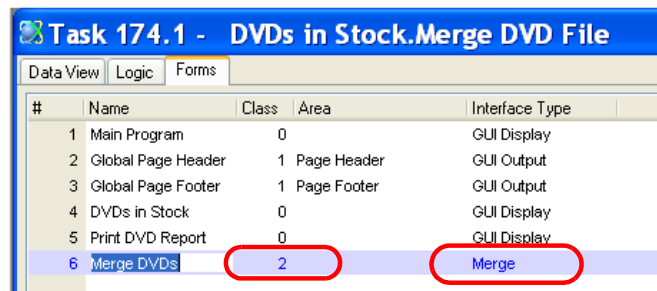 Task 174.1 - DVDs in Stock.Merge DVD File
Data View Logic Forms
# Name Class Area Interface Type
1 Main Program 0 GUI Display
2 Global Page Header 1 Page Header GUI Output
3 Global Page Footer 1 Page Footer GUI Output
4 DVDs in Stock 0 GUI Display
5 Print DVD Report 0 GUI Display
6 Merge DVDs 2 Merge